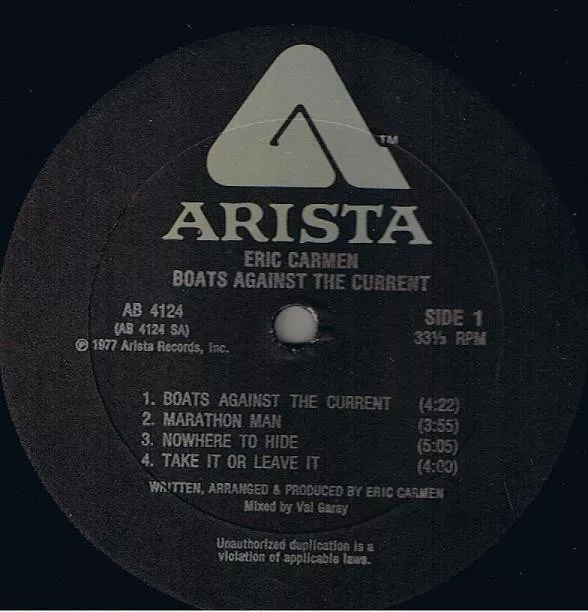 TM
ARISTA
ERIC CARMEN
BOATS AGAINST THE CURRENT
AB 4124
(AB 4124 SA)
℗ 1977 Arista Records, Inc.
SIDE 1
33⅓ RPM
1. BOATS AGAINST THE CURRENT (4:22)
2. MARATHON MAN (3:55)
3. NOWHERE TO HIDE (5:05)
4. TAKE IT OR LEAVE IT (4:00)
WRITTEN, ARRANGED & PRODUCED BY ERIC CARMEN
Mixed by Val Garay
Unauthorized duplication is a
violation of applicable laws.